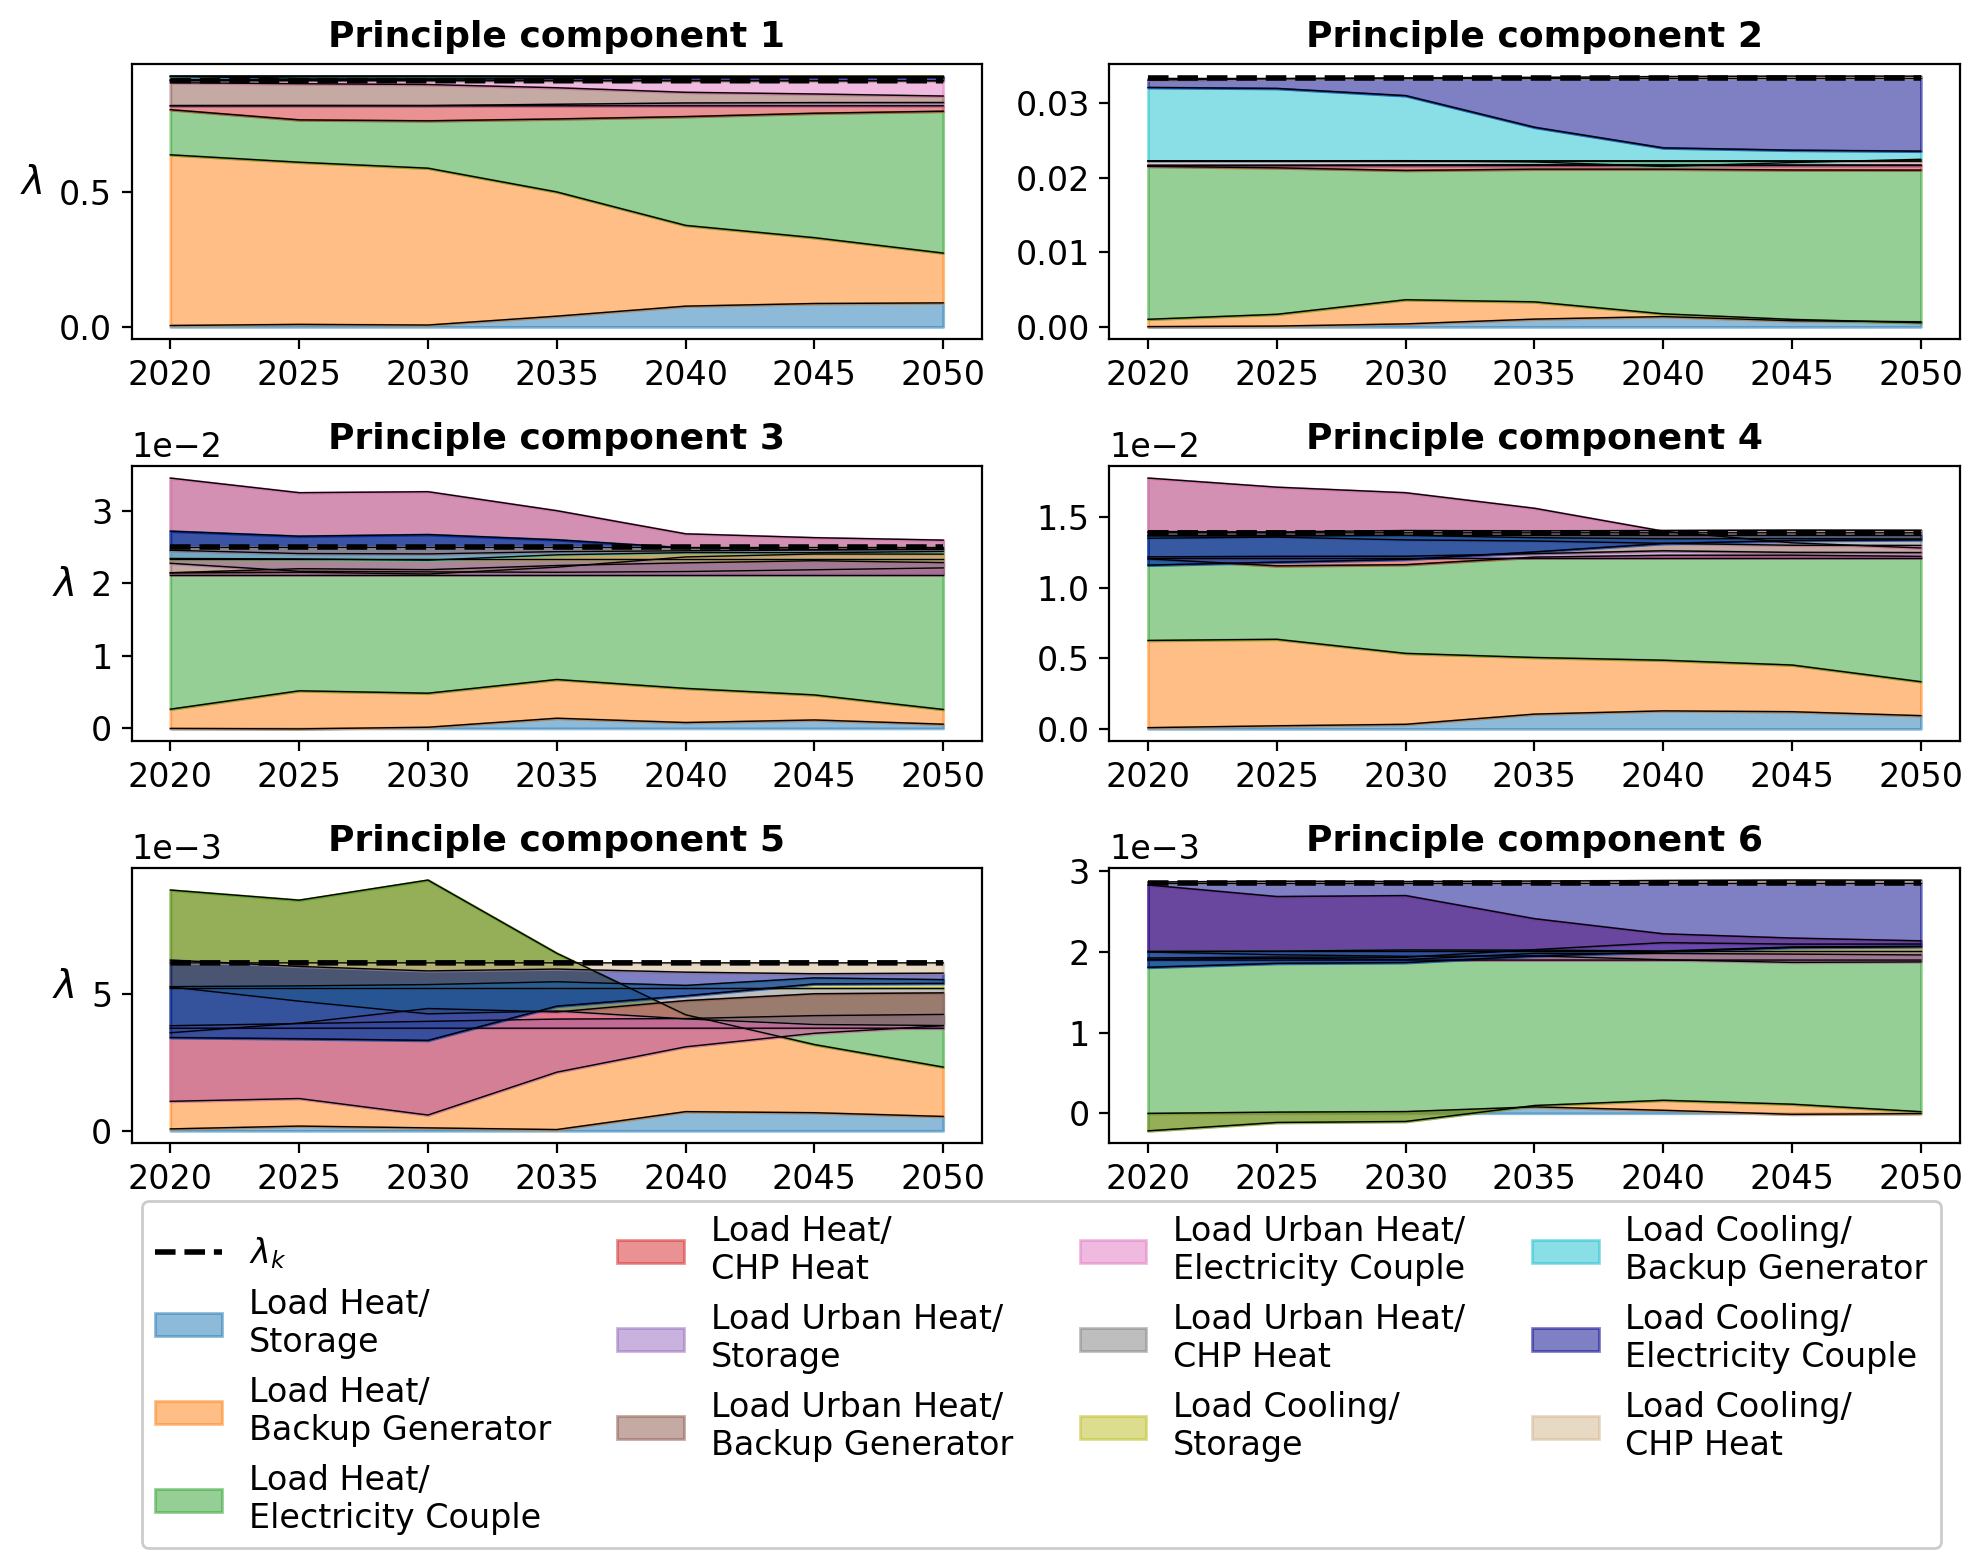 Principle component 1
Principle component 2
λ
0.5
0.0
0.03
0.02
0.01
0.00
2020 2025 2030 2035 2040 2045 2050
2020 2025 2030 2035 2040 2045 2050
1e−2
Principle component 3
1e−2
Principle component 4
λ
3
2
1
0
1.5
1.0
0.5
0.0
2020 2025 2030 2035 2040 2045 2050
2020 2025 2030 2035 2040 2045 2050
1e−3
Principle component 5
1e−3
Principle component 6
λ
5
0
3
2
1
0
2020 2025 2030 2035 2040 2045 2050
2020 2025 2030 2035 2040 2045 2050
λk
Load Heat/
Storage
Load Heat/
Backup Generator
Load Heat/
Electricity Couple
Load Heat/
CHP Heat
Load Urban Heat/
Storage
Load Urban Heat/
Backup Generator
Load Urban Heat/
Electricity Couple
Load Urban Heat/
CHP Heat
Load Cooling/
Storage
Load Cooling/
Backup Generator
Load Cooling/
Electricity Couple
Load Cooling/
CHP Heat